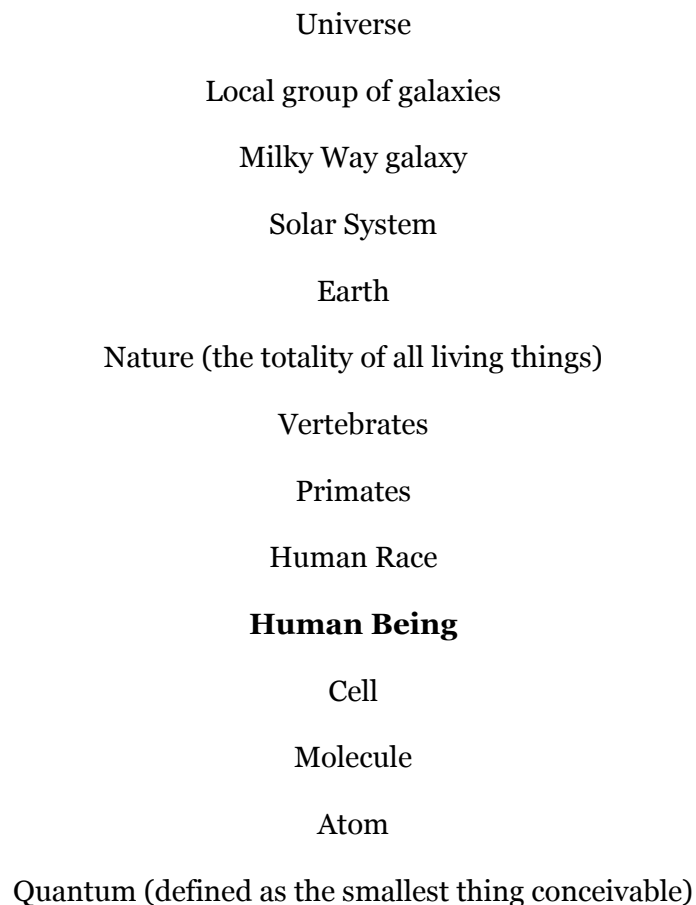 Universe
Local group of galaxies
Milky Way galaxy
Solar System
Earth
Nature (the totality of all living things)
Vertebrates
Primates
Human Race
Human Being
Cell
Molecule
Atom
Quantum (defined as the smallest thing conceivable)